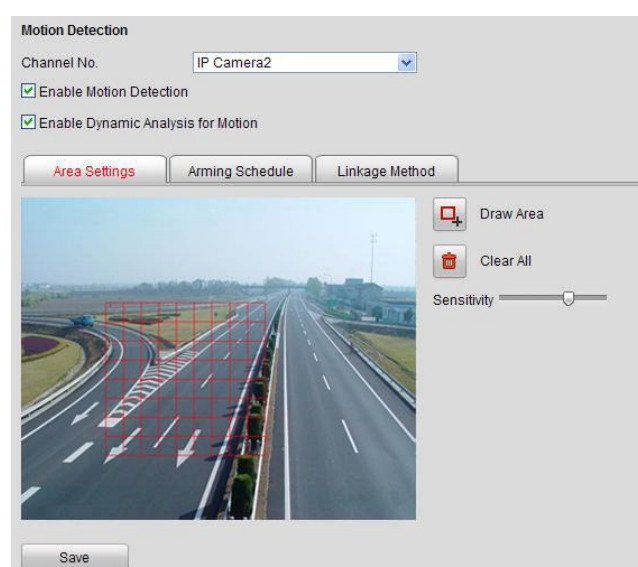 Motion Detection
Channel No. IP Camera2
Enable Motion Detection
Enable Dynamic Analysis for Motion
Area Settings Arming Schedule Linkage Method
Draw Area
Clear All
Sensitivity
Save